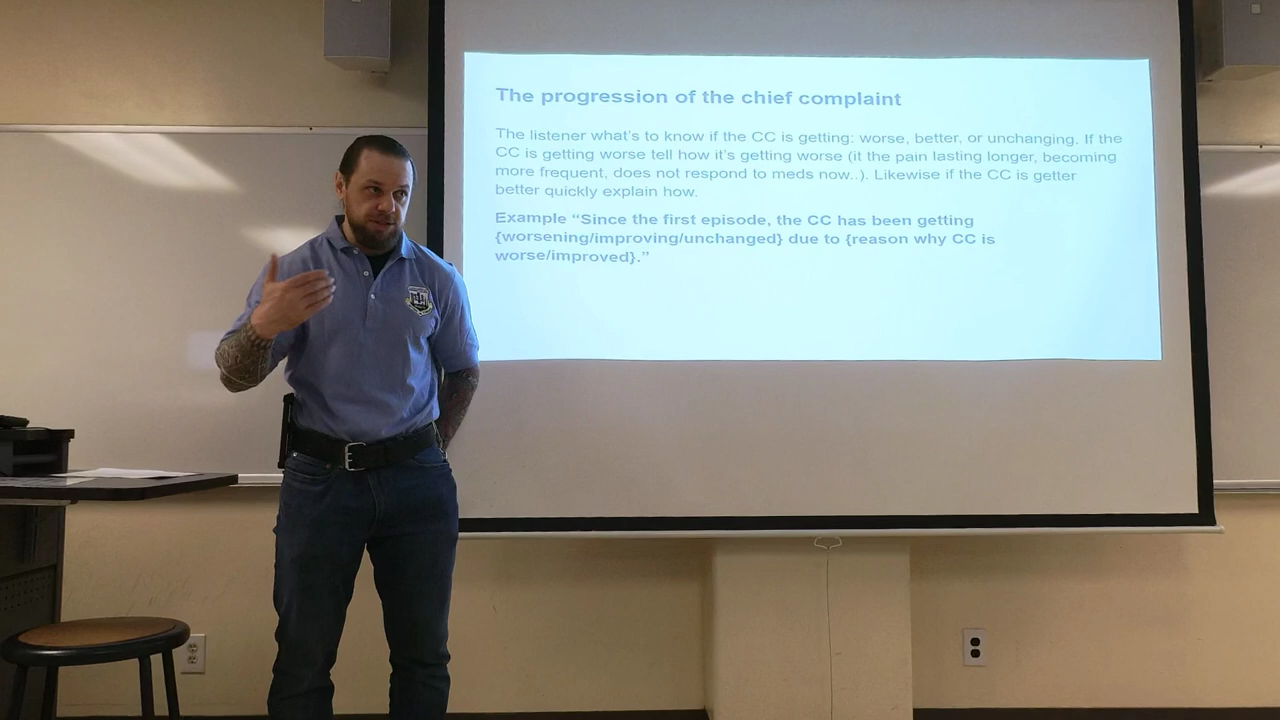 The progression of the chief complaint
The listener what's to know if the CC is getting: worse, better, or unchanging. If the
CC is getting worse tell how it's getting worse (it the pain lasting longer, becoming
more frequent, does not respond to meds now..). Likewise if the CC is getter
better quickly explain how.
Example “Since the first episode, the CC has been getting
{worsening/improving/unchanged} due to {reason why CC is
worse/improved}.”